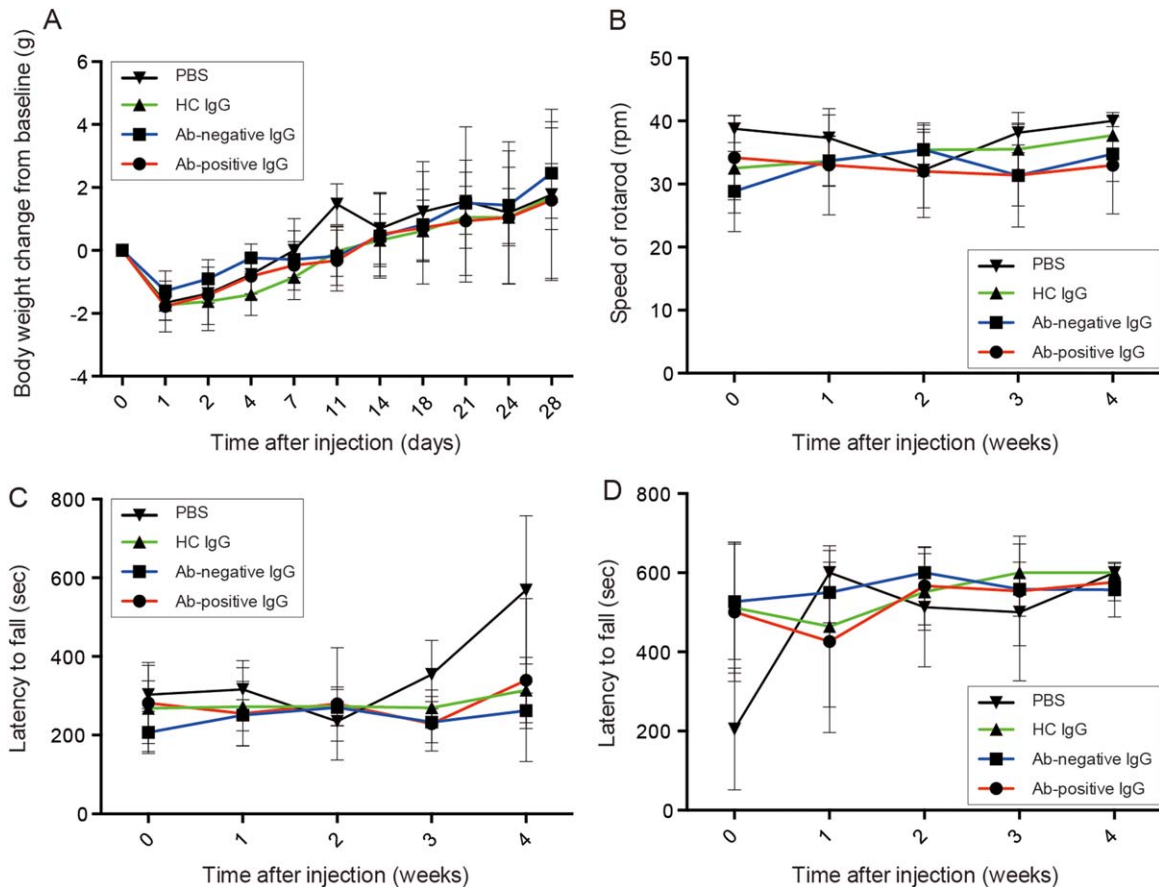 A
Body weight change from baseline (g)
6
4
2
0
-2
-4
PBS
HC IgG
Ab-negative IgG
Ab-positive IgG
0 1 2 4 7 11 14 18 21 24 28
Time after injection (days)
B
Speed of rotarod (rpm)
50
40
30
20
10
0
PBS
HC IgG
Ab-negative IgG
Ab-positive IgG
0 1 2 3 4
Time after injection (weeks)
C
Latency to fall (sec)
800
600
400
200
0
PBS
HC IgG
Ab-negative IgG
Ab-positive IgG
0 1 2 3 4
Time after injection (weeks)
D
Latency to fall (sec)
800
600
400
200
0
PBS
HC IgG
Ab-negative IgG
Ab-positive IgG
0 1 2 3 4
Time after injection (weeks)